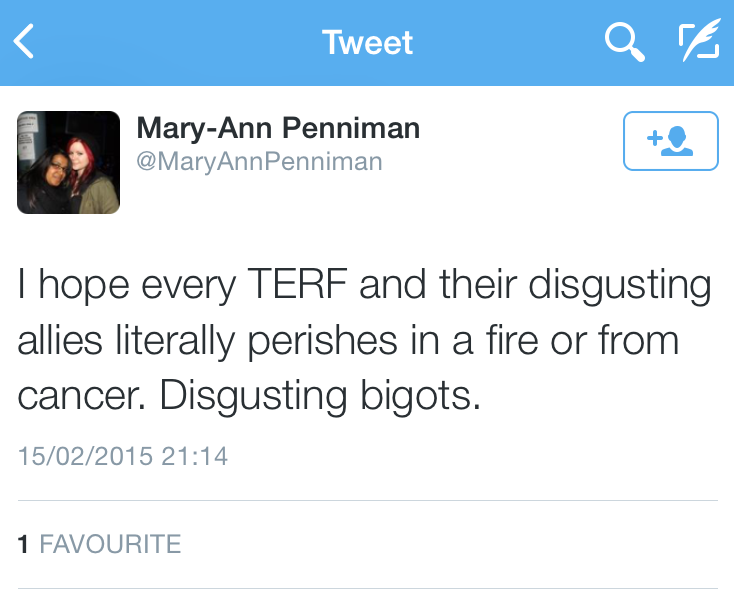 Tweet
Mary-Ann Penniman
@MaryAnnPenniman
I hope every TERF and their disgusting
allies literally perishes in a fire or from
cancer. Disgusting bigots.
15/02/2015 21:14
1 FAVOURITE